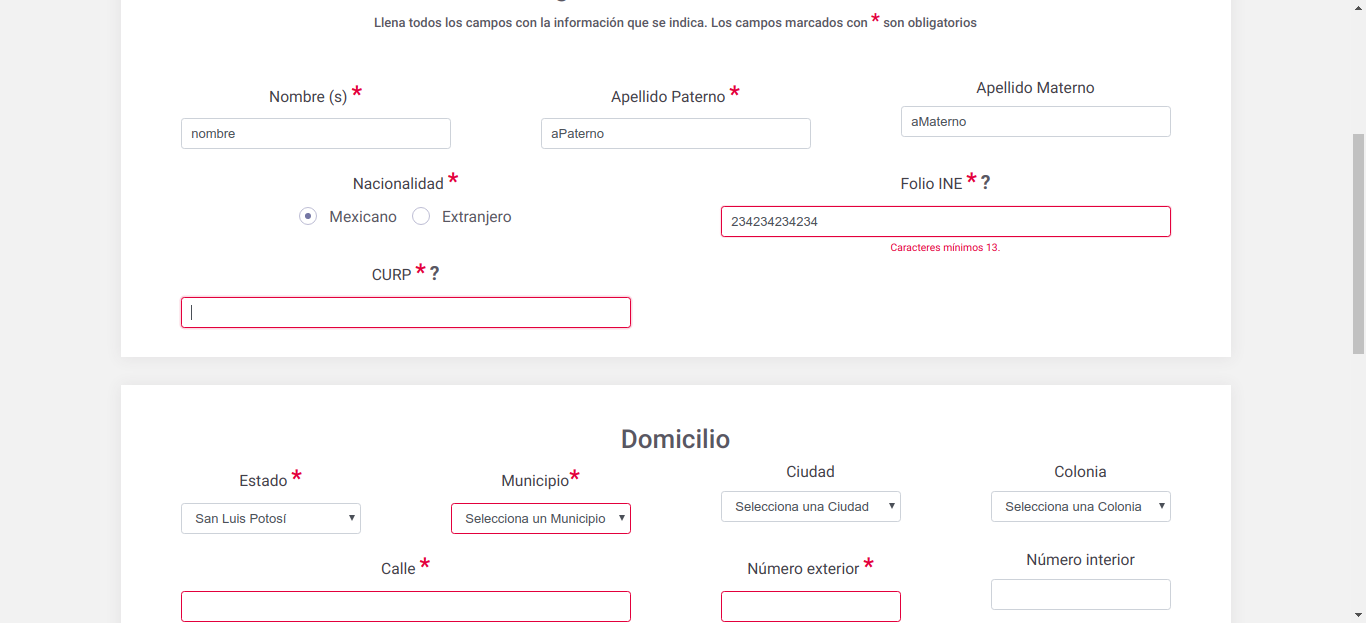 Llena todos los campos con la información que se indica. Los campos marcados con * son obligatorios
Nombre (s) *
Apellido Paterno *
Apellido Materno
nombre
aPaterno
aMaterno
Nacionalidad *
Folio INE * ?
Mexicano
Extranjero
234234234234
Caracteres mínimos 13.
CURP * ?
Domicilio
Estado *
Municipio*
Ciudad
Colonia
San Luis Potosí
Selecciona un Municipio
Selecciona una Ciudad
Selecciona una Colonia
Calle *
Número exterior *
Número interior